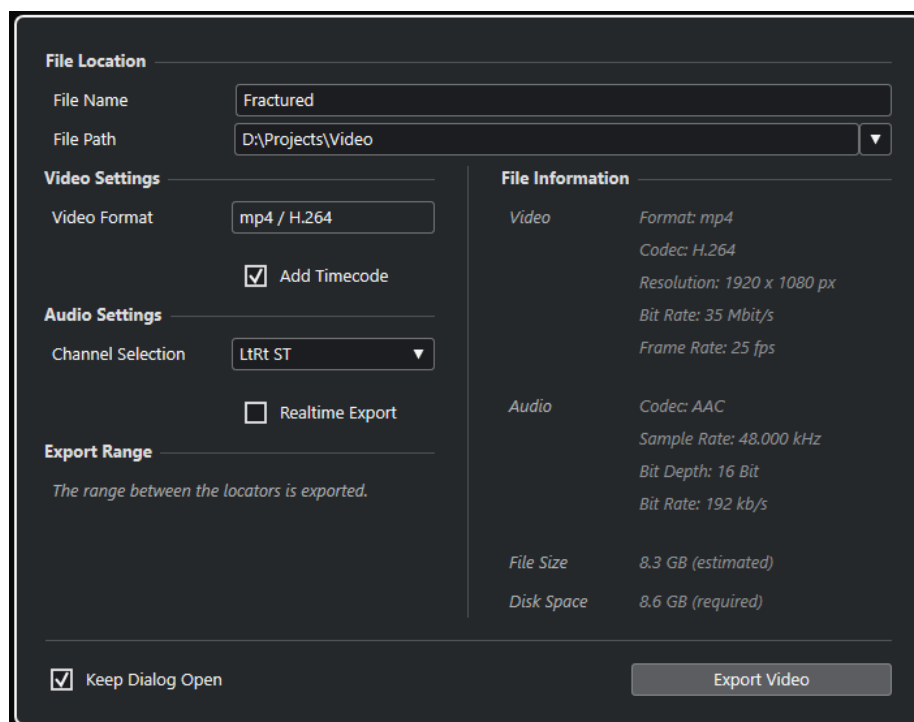 File Location
File Name
Fractured
File Path
D:\Projects\Video
Video Settings
Video Format
mp4 / H.264
Add Timecode
Audio Settings
Channel Selection
LtRt ST
Realtime Export
Export Range
The range between the locators is exported.
File Information
Video
Format: mp4
Codec: H.264
Resolution: 1920 x 1080 px
Bit Rate: 35 Mbit/s
Frame Rate: 25 fps
Audio
Codec: AAC
Sample Rate: 48.000 kHz
Bit Depth: 16 Bit
Bit Rate: 192 kb/s
File Size
8.3 GB (estimated)
Disk Space
8.6 GB (required)
Keep Dialog Open
Export Video